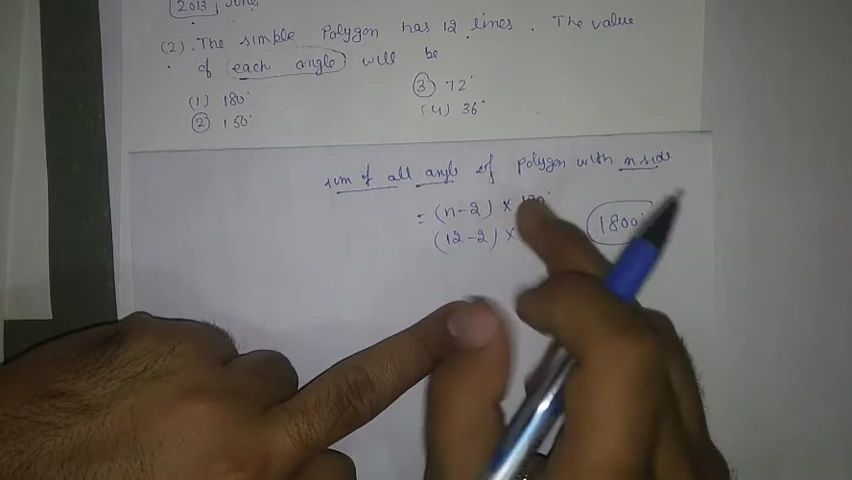 2013, June
(2). The simple Polygon has 12 lines. The value
of each angle will be
(1) 180°
(2) 150°
(3) 72°
(4) 36°
sum of all angle of polygon with n side
= (n-2) × 180°
(12-2) ×
1800°